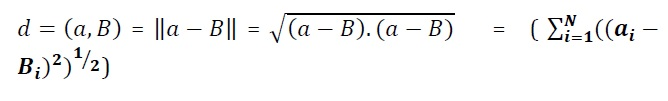 d = (a, B) = ‖a − B‖ = √(a − B). (a − B) = ( ∑ᵢ₌₁ᴺ((aᵢ −
Bᵢ)²)^1/2)